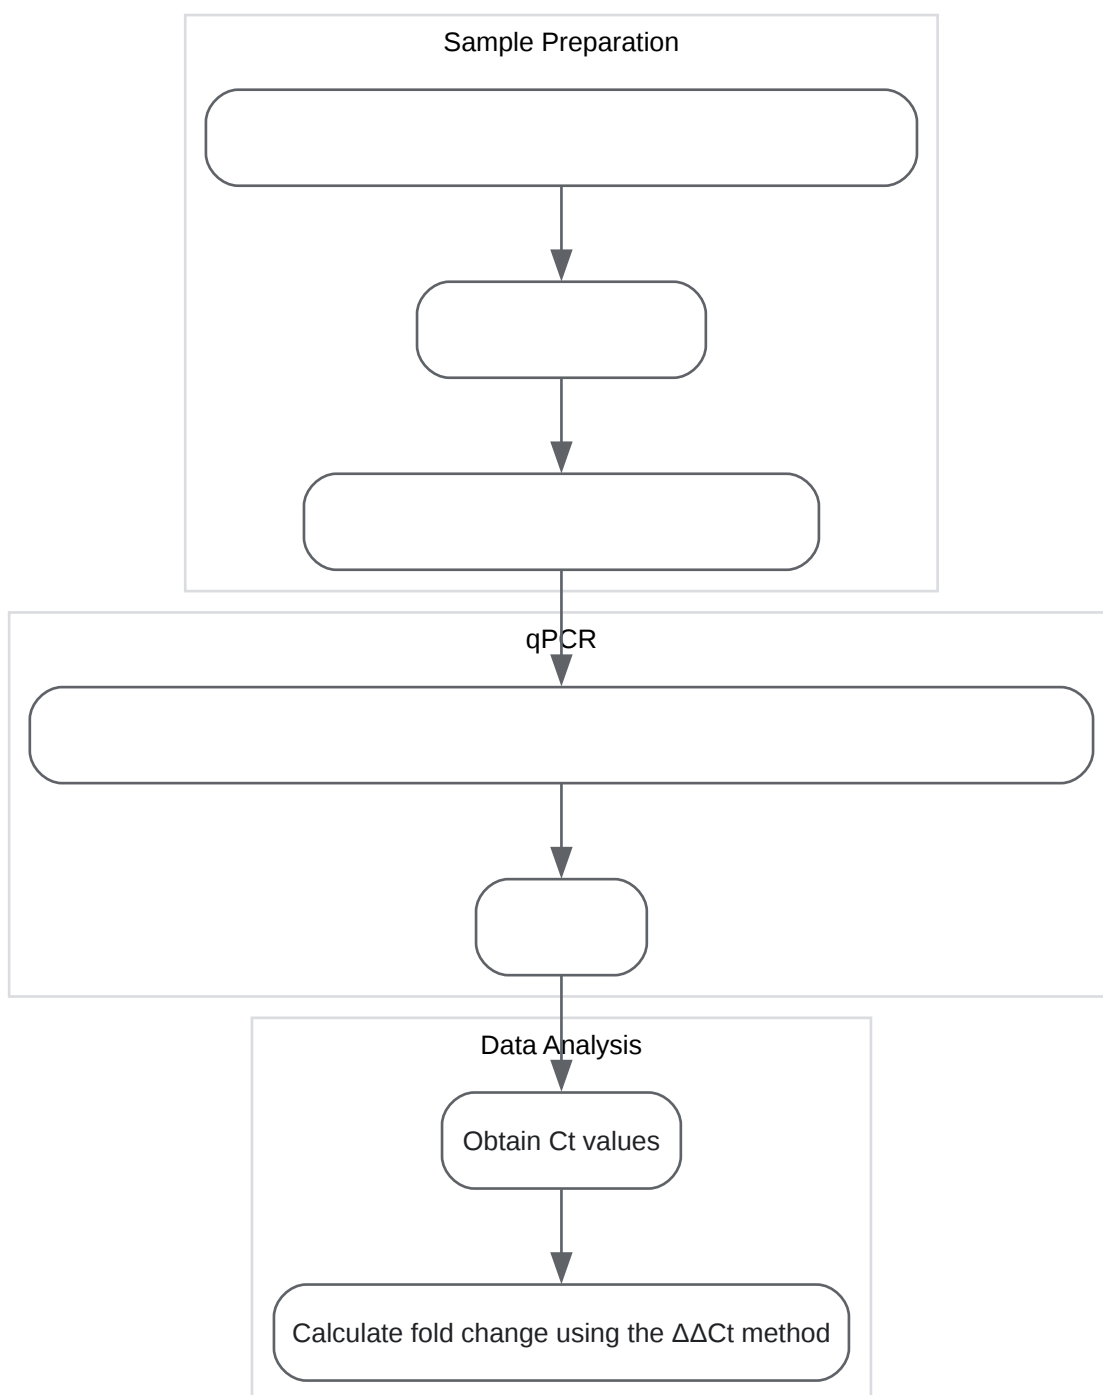 Sample Preparation
qPCR
Data Analysis
Obtain Ct values
Calculate fold change using the ΔΔCt method